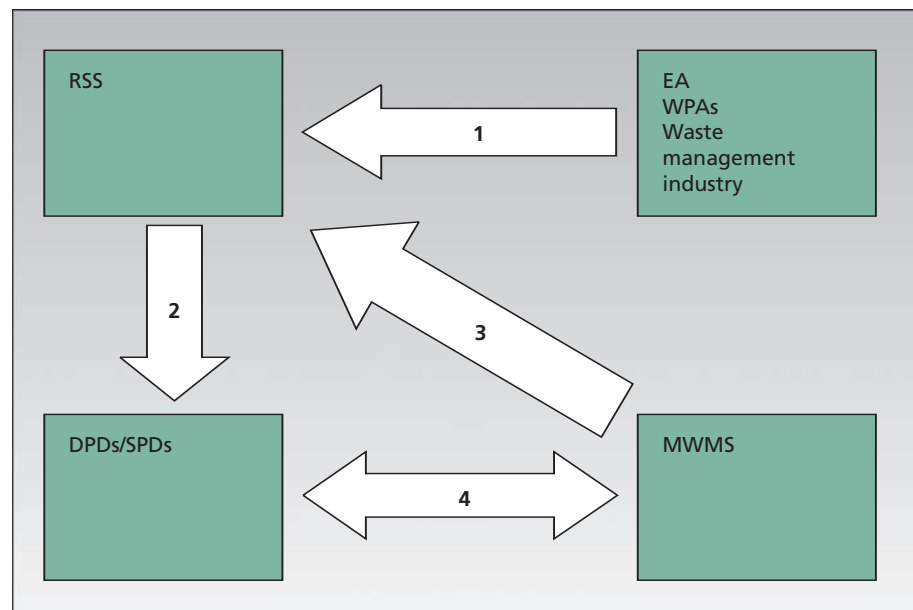 RSS
EA
WPAs
Waste
management
industry
1
2
3
DPDs/SPDs
MWMS
4